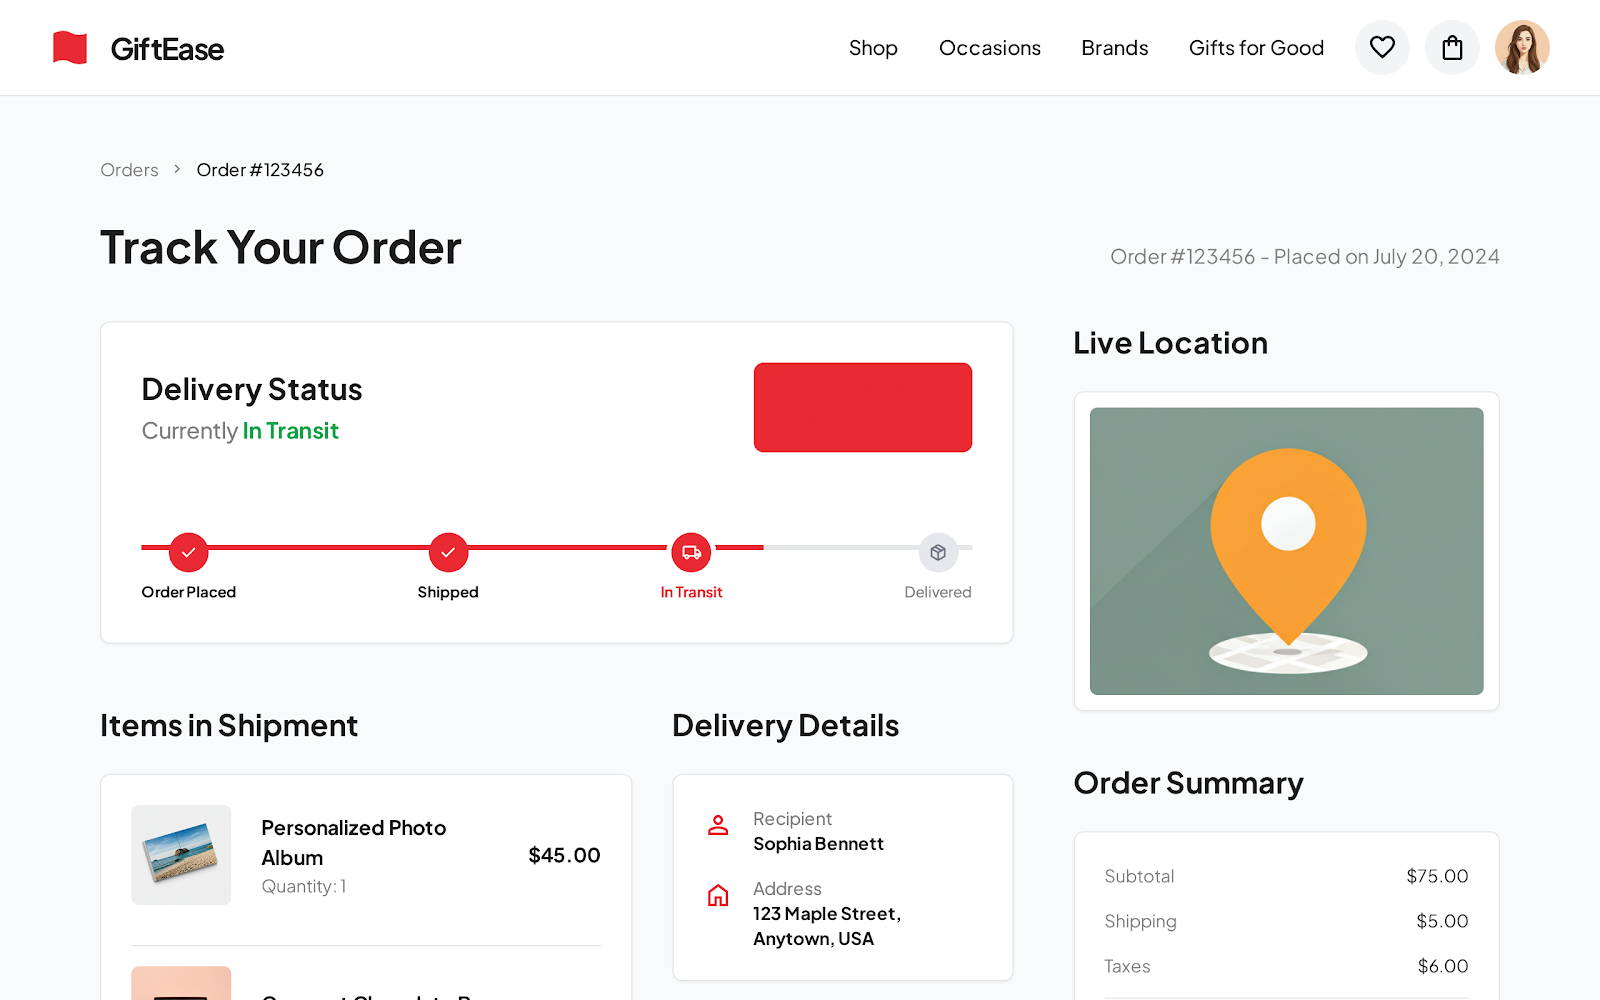 GiftEase
Shop
Occasions
Brands
Gifts for Good
Orders
Order #123456
Track Your Order
Order #123456 - Placed on July 20, 2024
Delivery Status
Currently In Transit
Order Placed
Shipped
In Transit
Delivered
Live Location
Items in Shipment
Personalized Photo
Album
Quantity: 1
$45.00
Delivery Details
Recipient
Sophia Bennett
Address
123 Maple Street,
Anytown, USA
Order Summary
Subtotal
$75.00
Shipping
$5.00
Taxes
$6.00